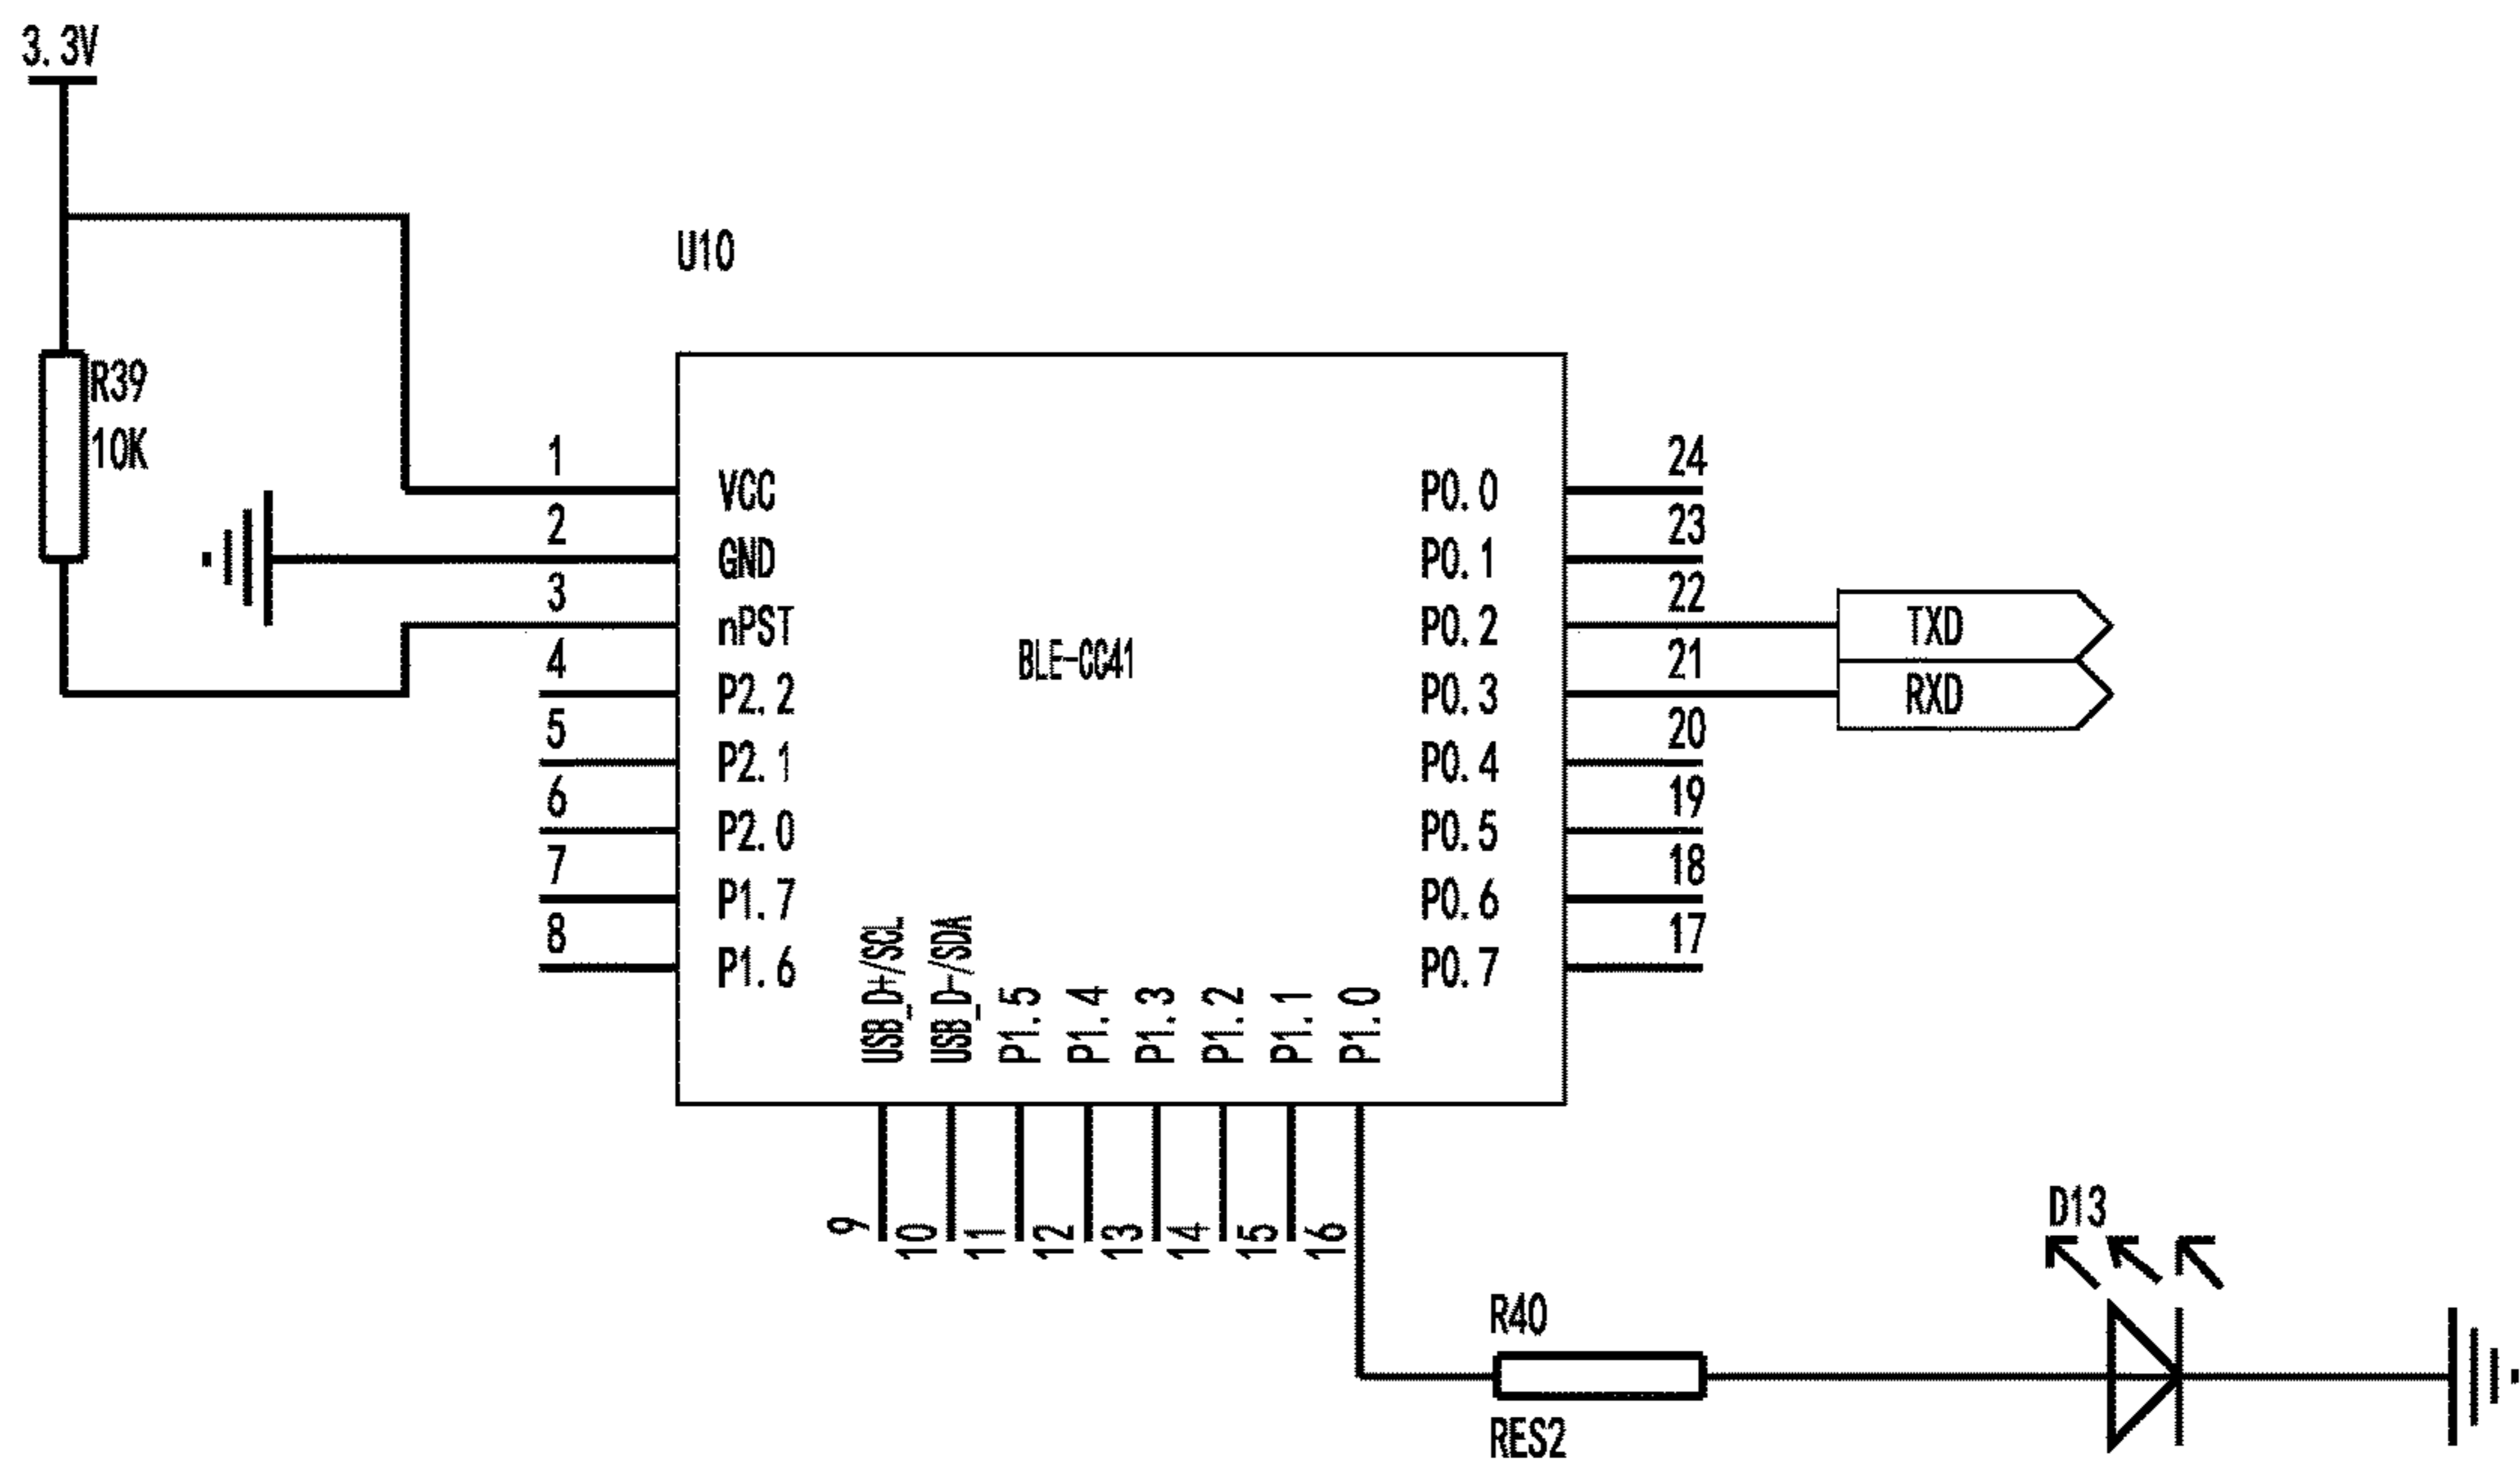 3.3V
U10
R39
10K
1
2
3
4
5
6
7
8
VCC
GND
nPST
P2.2
P2.1
P2.0
P1.7
P1.6
BLE-CC41
P0.0
P0.1
P0.2
P0.3
P0.4
P0.5
P0.6
P0.7
24
23
22
21
20
19
18
17
TXD
RXD
USB_D+/SCL
USB_D-/SDA
P1.5
P1.4
P1.3
P1.2
P1.1
P1.0
9
10
11
12
13
14
15
16
D13
R40
RES2